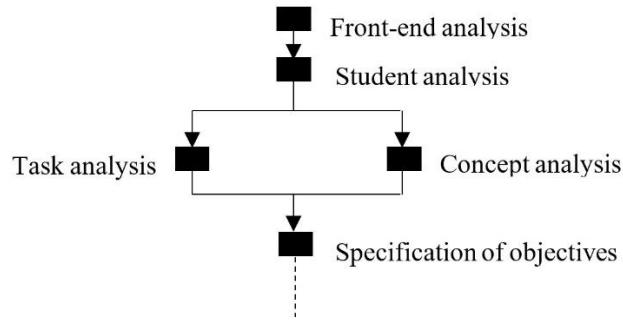 Front-end analysis
Student analysis
Task analysis
Concept analysis
Specification of objectives